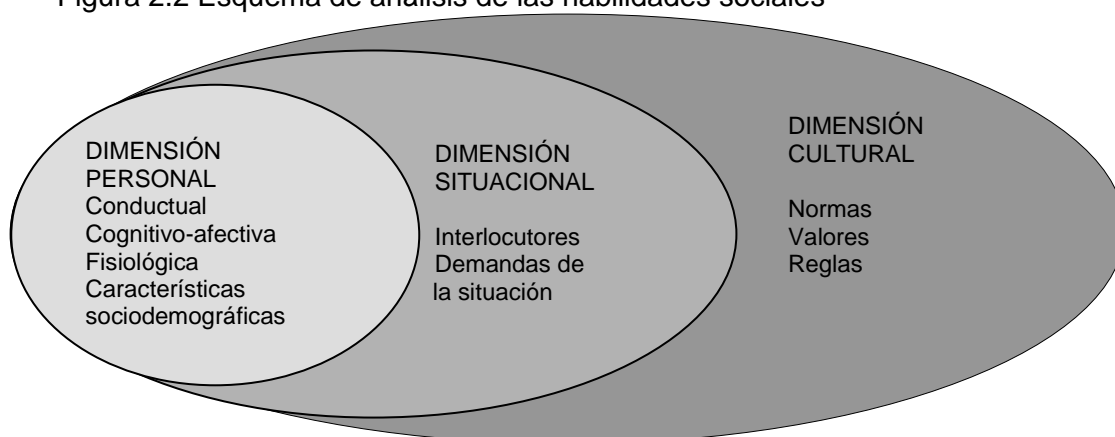 Figura 2.2 Esquema de análisis de las habilidades sociales
DIMENSIÓN
PERSONAL
Conductual
Cognitivo-afectiva
Fisiológica
Características
sociodemográficas
DIMENSIÓN
SITUACIONAL
Interlocutores
Demandas de
la situación
DIMENSIÓN
CULTURAL
Normas
Valores
Reglas